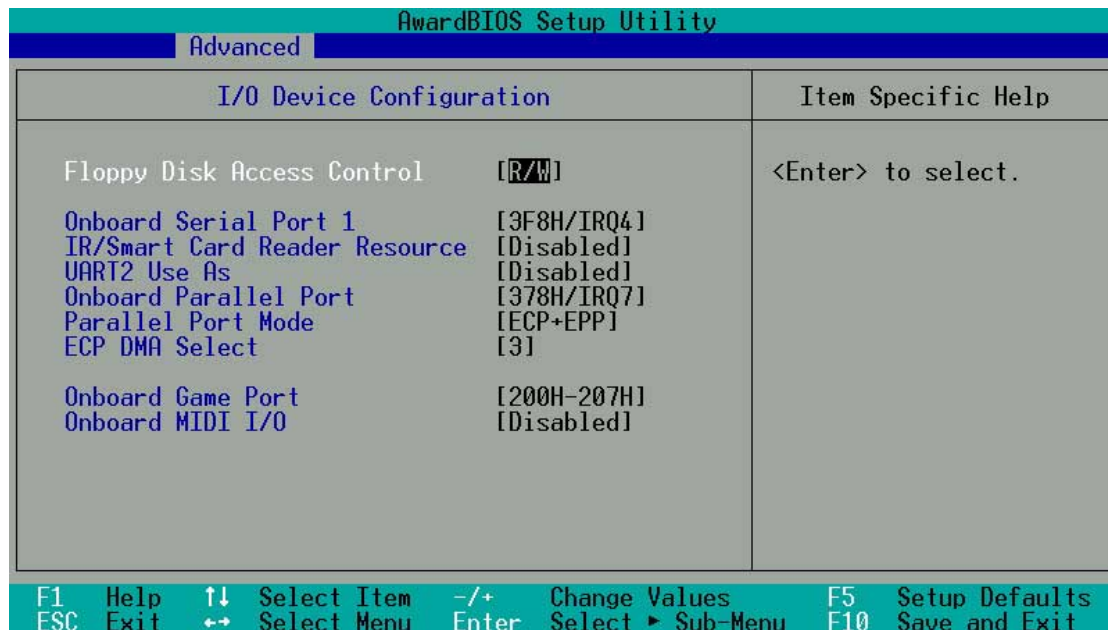 AwardBIOS Setup Utility
Advanced
I/O Device Configuration
Item Specific Help
Floppy Disk Access Control [R/W]
<Enter> to select.
Onboard Serial Port 1 [3F8H/IRQ4]
IR/Smart Card Reader Resource [Disabled]
UART2 Use As [Disabled]
Onboard Parallel Port [378H/IRQ7]
Parallel Port Mode [ECP+EPP]
ECP DMA Select [3]
Onboard Game Port [200H-207H]
Onboard MIDI I/O [Disabled]
F1 Help ↑↓ Select Item -/+ Change Values F5 Setup Defaults
ESC Exit ←→ Select Menu Enter Select ► Sub-Menu F10 Save and Exit